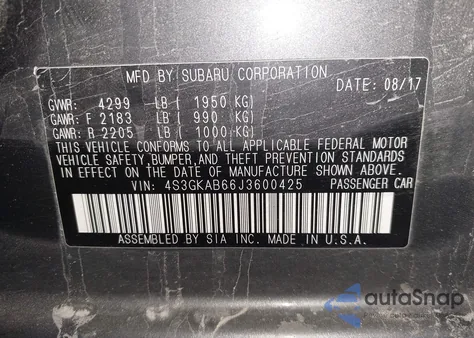 MFD BY SUBARU CORPORATION
DATE: 08/17
GVWR: 4299 LB ( 1950 KG)
GAWR: F 2183 LB ( 990 KG)
GAWR: R 2205 LB ( 1000 KG)
THIS VEHICLE CONFORMS TO ALL APPLICABLE FEDERAL MOTOR
VEHICLE SAFETY, BUMPER, AND THEFT PREVENTION STANDARDS
IN EFFECT ON THE DATE OF MANUFACTURE SHOWN ABOVE.
VIN: 4S3GKAB66J3600425 PASSENGER CAR
ASSEMBLED BY SIA INC. MADE IN U.S.A.
autoSnap